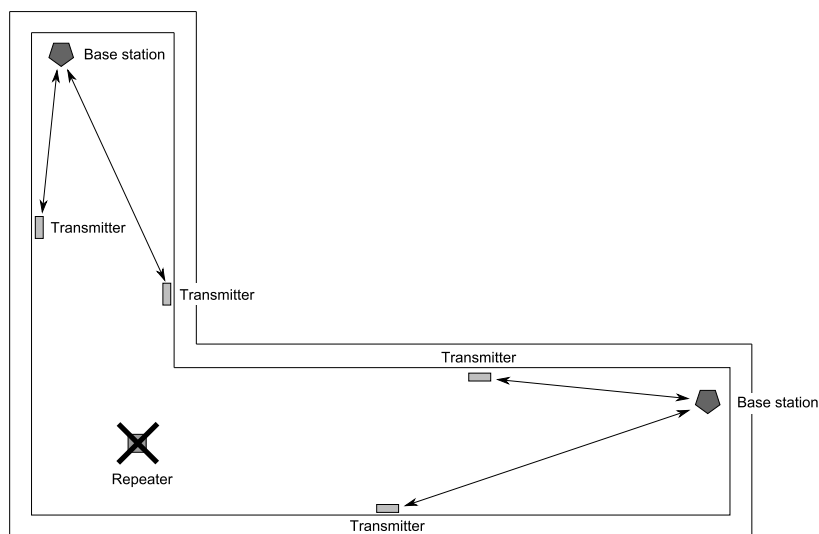 Base station
Transmitter
Transmitter
Transmitter
Base station
Repeater
Transmitter